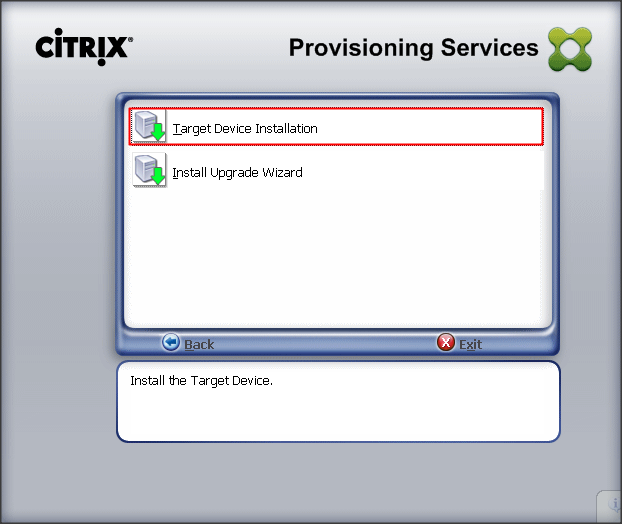 CITRIX®
Provisioning Services
Target Device Installation
Install Upgrade Wizard
Back
Exit
Install the Target Device.